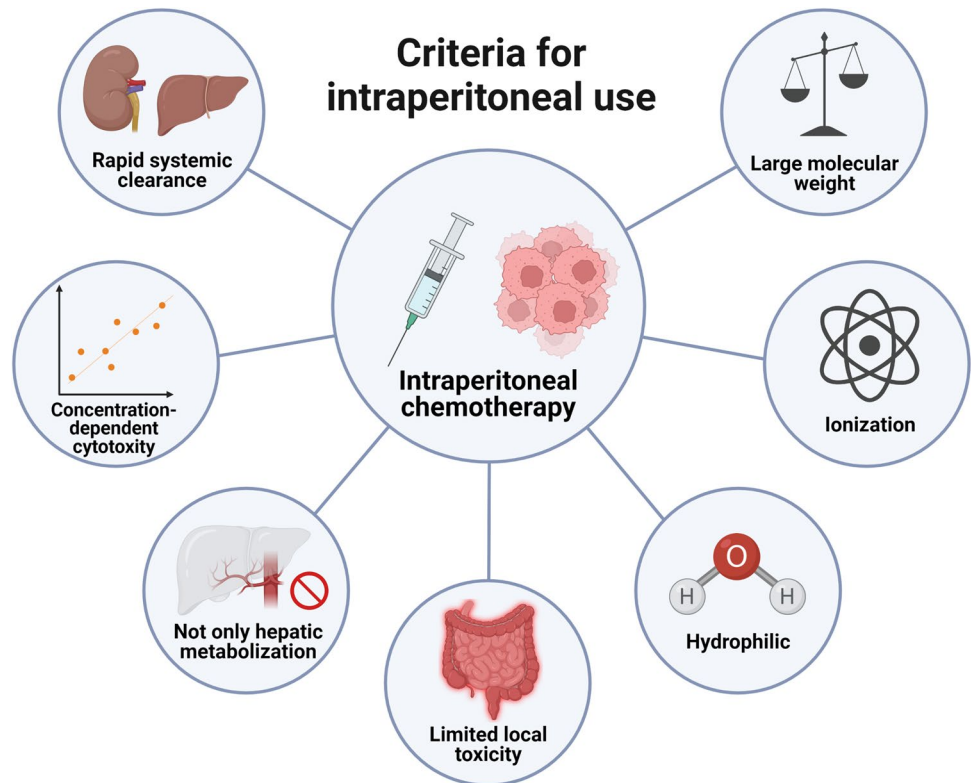 Criteria for
intraperitoneal use
Rapid systemic
clearance
Large molecular
weight
Intraperitoneal
chemotherapy
Concentration-
dependent
cytotoxity
Ionization
Not only hepatic
metabolization
O
H
H
Hydrophilic
Limited local
toxicity